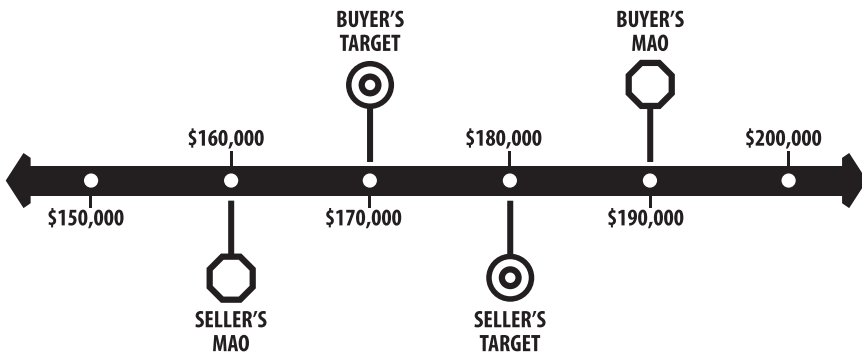 BUYER'S
TARGET
BUYER'S
MAO
$160,000
$180,000
$200,000
$150,000
$170,000
$190,000
SELLER'S
MAO
SELLER'S
TARGET